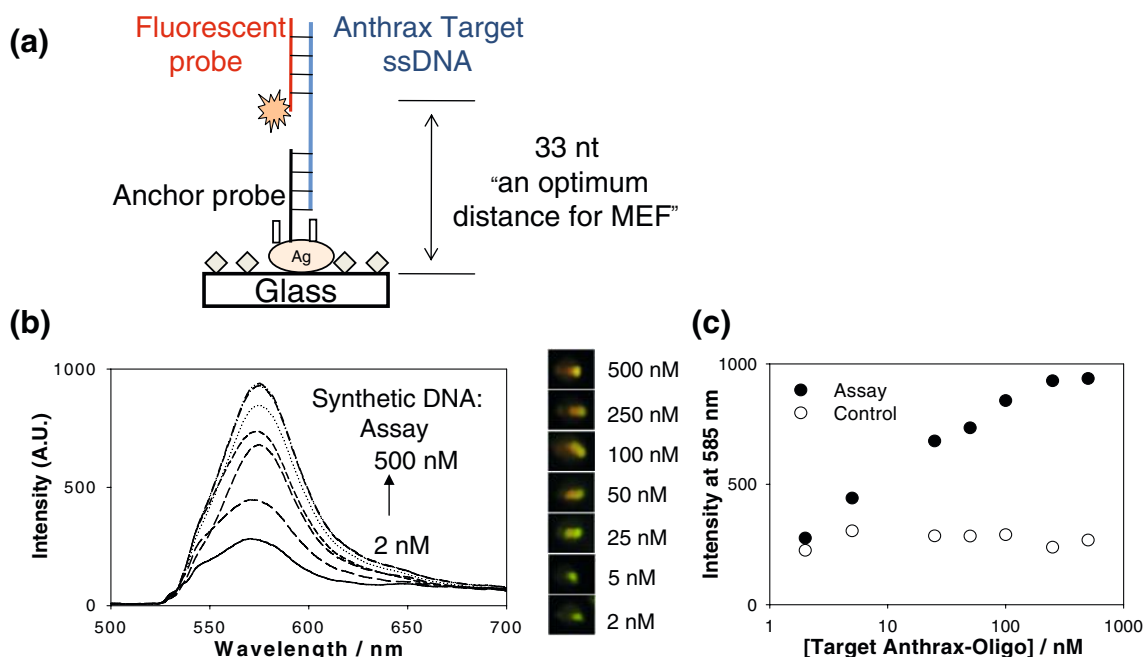 (a)
Fluorescent
probe
Anthrax Target
ssDNA
33 nt
“an optimum
distance for MEF”
Anchor probe
Ag
Glass
(b)
1000
500
0
Intensity (A.U.)
Synthetic DNA:
Assay
500 nM
2 nM
500
550
600
650
700
Wavelength / nm
500 nM
250 nM
100 nM
50 nM
25 nM
5 nM
2 nM
(c)
1000
500
0
Intensity at 585 nm
Assay
Control
1
10
100
1000
[Target Anthrax-Oligo] / nM